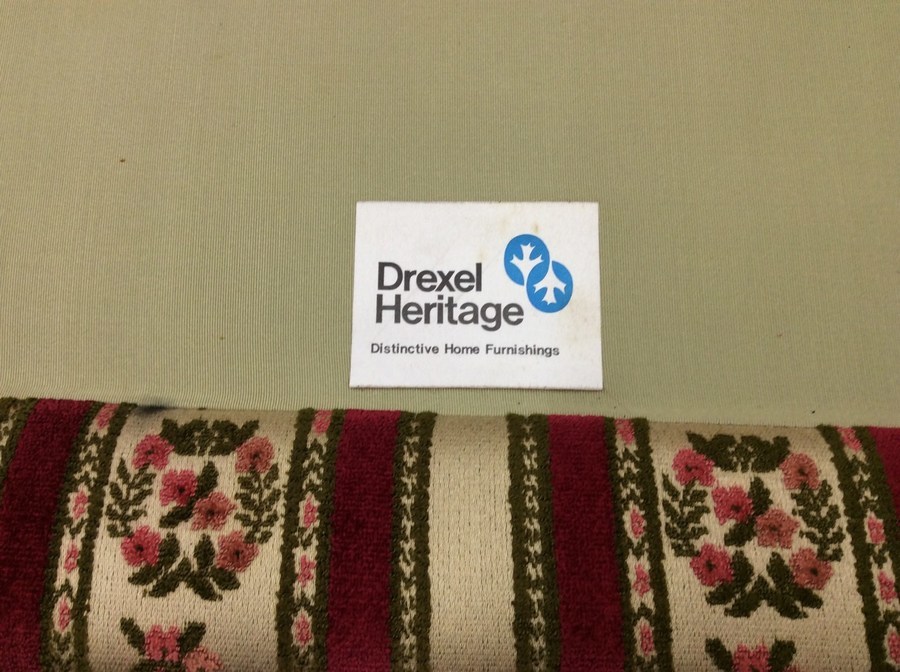 Drexel
Heritage
Distinctive Home Furnishings